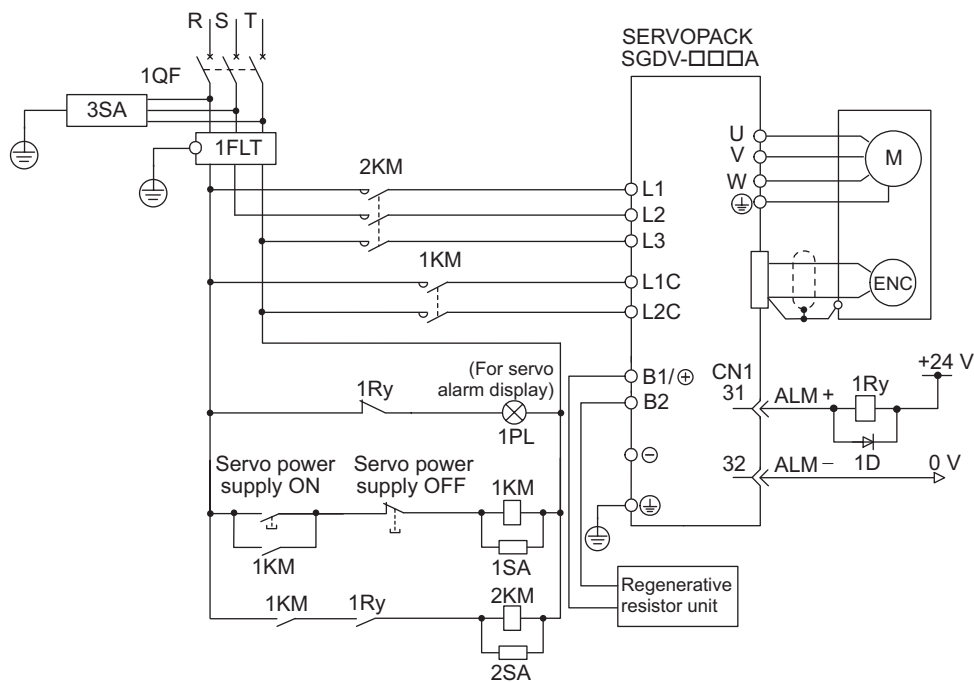 R S T
SERVOPACK
SGDV-□□□A
1QF
3SA
1FLT
2KM
L1
L2
L3
1KM
L1C
L2C
U
V
W
M
ENC
(For servo
alarm display)
1Ry
1PL
B1/⊕
B2
⊖
CN1
31
ALM+
1Ry
+24 V
1D
32
ALM−
0 V
Servo power
supply ON
Servo power
supply OFF
1KM
1KM
1SA
1KM
1Ry
2KM
2SA
Regenerative
resistor unit